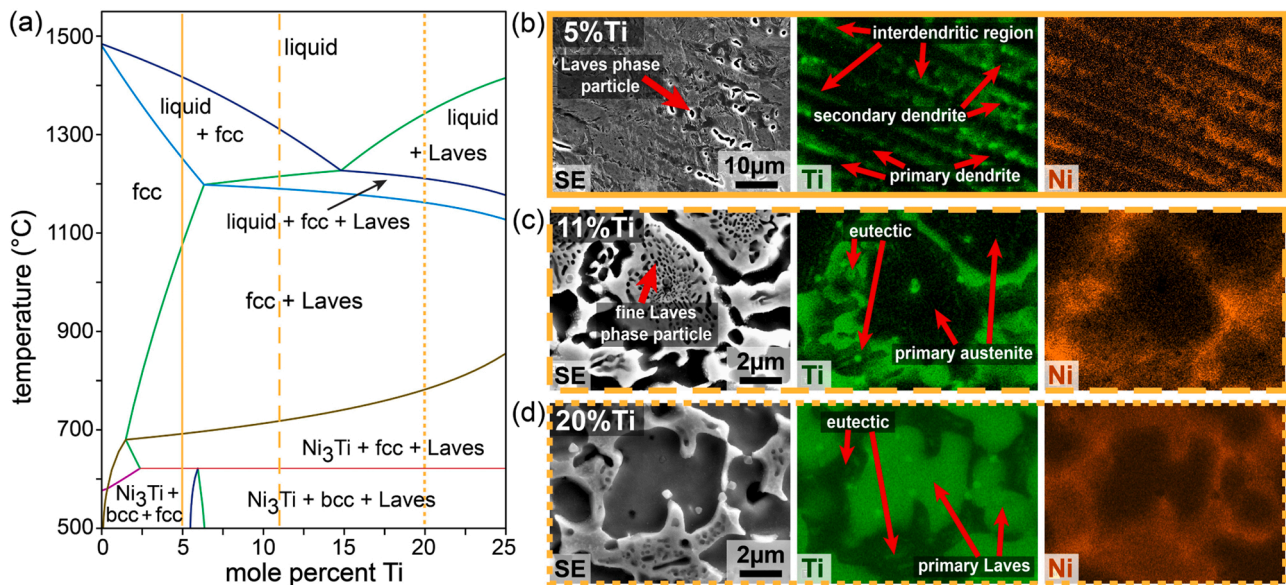 (a)
1500
1300
1100
900
700
500
temperature (°C)
0
5
10
15
20
25
mole percent Ti
liquid
liquid
+ fcc
liquid
+ Laves
fcc
liquid + fcc + Laves
fcc + Laves
Ni3Ti + fcc + Laves
Ni3Ti +
bcc + fcc
Ni3Ti + bcc + Laves
(b)
5%Ti
Laves phase
particle
SE
10µm
interdendritic region
secondary dendrite
primary dendrite
Ti
Ni
(c)
11%Ti
fine Laves
phase particle
SE
2µm
eutectic
primary austenite
Ti
Ni
(d)
20%Ti
SE
2µm
eutectic
primary Laves
Ti
Ni